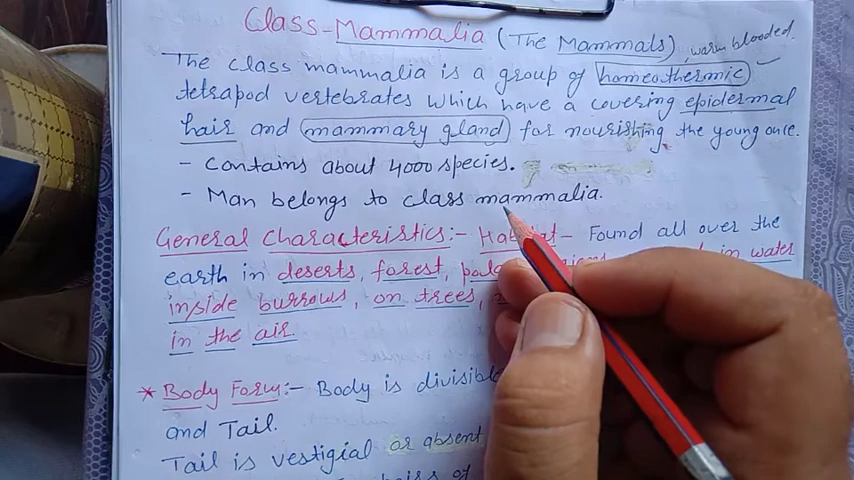 Class-Mammalia (The Mammals), warm blooded.
The class mammalia is a group of homeothermic
tetrapod vertebrates which have a covering epidermal
hair and mammary gland for nourishing the young once.
- Contains about 4000 species.
- Man belongs to class mammalia.
General Characteristics:- Habitat - Found all over the
earth in deserts, forest, in water
inside burrows, on trees,
in the air
* Body Form:- Body is divisible
and Tail.
Tail is vestigial or absent
of